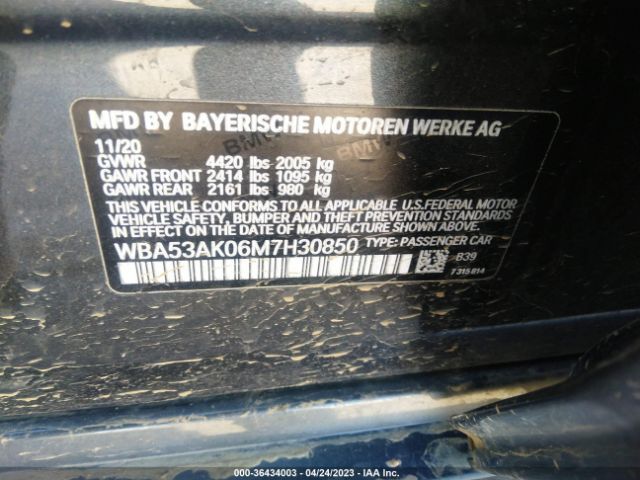 MFD BY BAYERISCHE MOTOREN WERKE AG
11/20
GVWR 4420 lbs 2005 kg
GAWR FRONT 2414 lbs 1095 kg
GAWR REAR 2161 lbs 980 kg
THIS VEHICLE CONFORMS TO ALL APPLICABLE U.S.FEDERAL MOTOR
VEHICLE SAFETY, BUMPER AND THEFT PREVENTION STANDARDS
IN EFFECT ON THE DATE OF MANUFACTURE SHOWN ABOVE.
WBA53AK06M7H30850 TYPE: PASSENGER CAR
B39
7 315 814
000-36434003 - 04/24/2023 - IAA Inc.